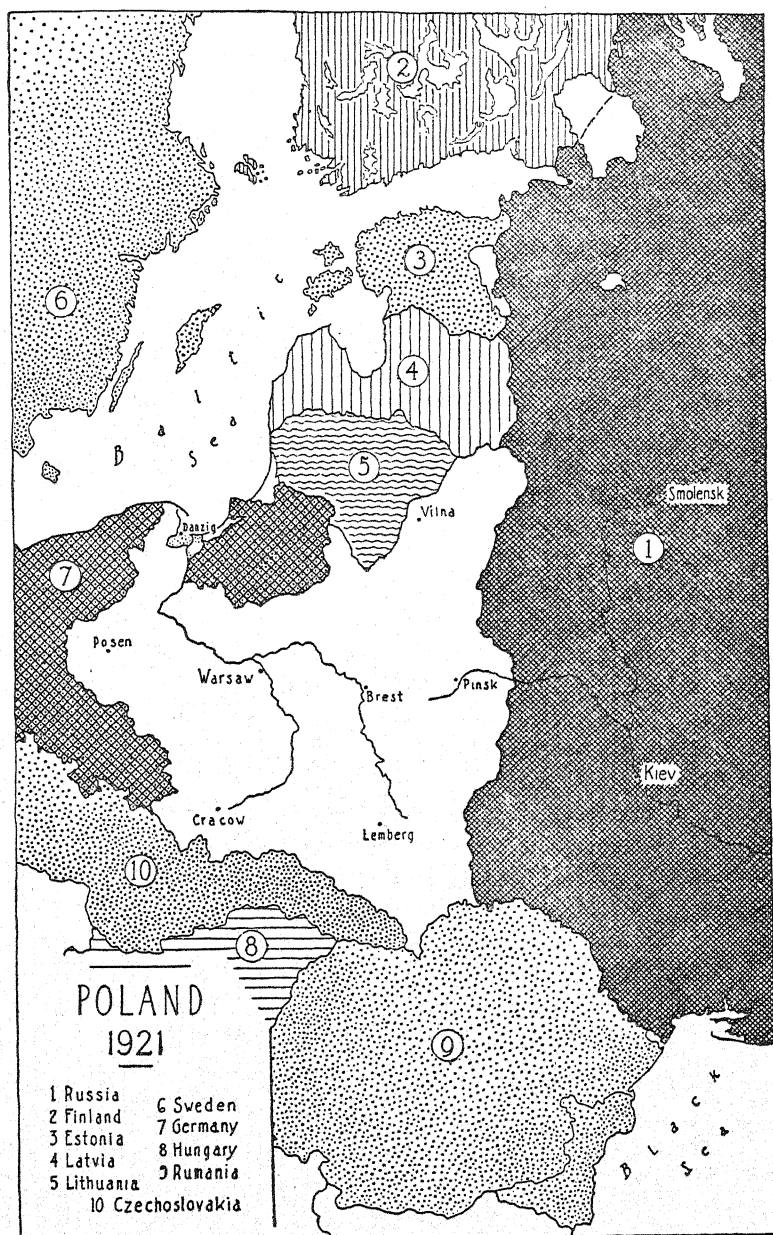 2
3
6
4
Baltic
Sea
5
Smolensk
Vilna
Danzig
1
7
Posen
Warsaw
Brest
Pinsk
Kiev
Cracow
Lemberg
10
8
9
POLAND
1921
1 Russia
2 Finland
3 Estonia
4 Latvia
5 Lithuania
6 Sweden
7 Germany
8 Hungary
9 Rumania
10 Czechoslovakia
Black
Sea